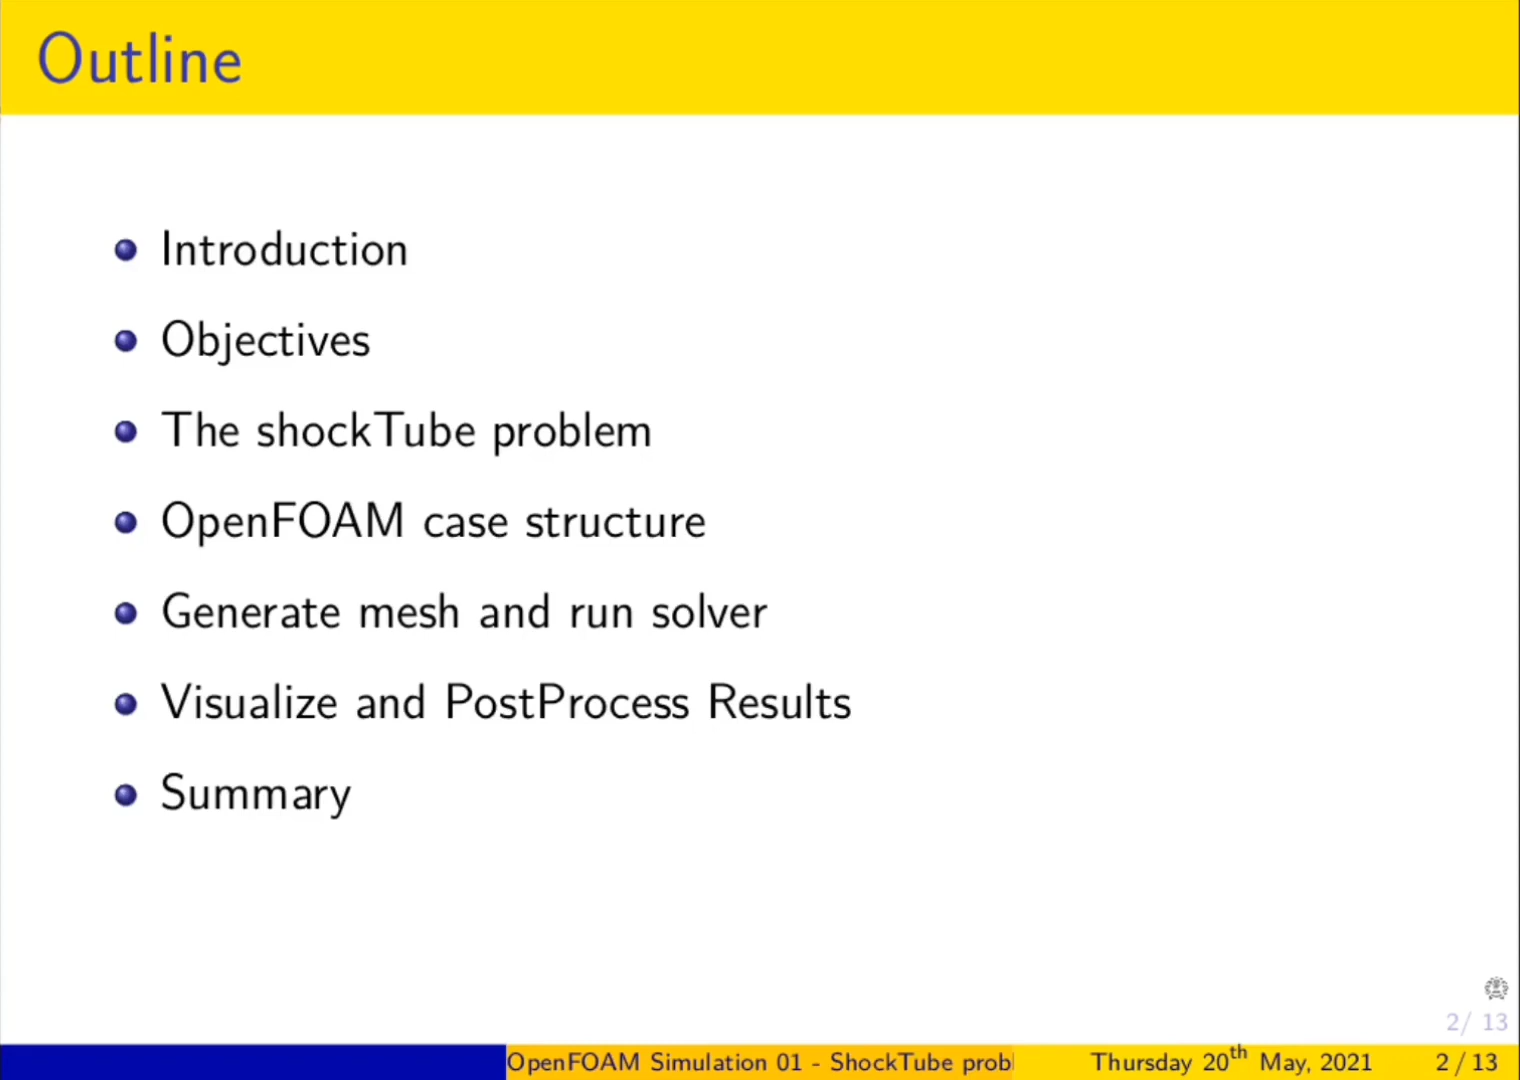 Outline
Introduction
Objectives
The shockTube problem
OpenFOAM case structure
Generate mesh and run solver
Visualize and PostProcess Results
Summary
2/ 13
OpenFOAM Simulation 01 - ShockTube probl
Thursday 20th May, 2021
2 / 13